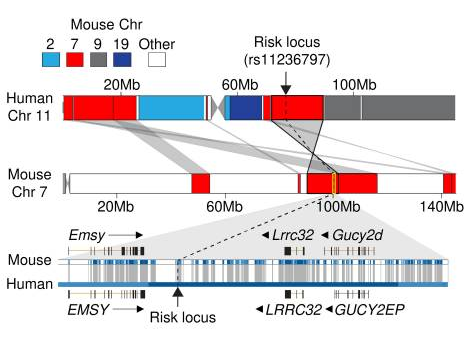 Mouse Chr
2 7 9 19 Other
Risk locus
(rs11236797)
20Mb 60Mb 100Mb
Human
Chr 11
Mouse
Chr 7
20Mb 60Mb 100Mb 140Mb
Emsy Lrrc32 Gucy2d
Mouse
Human
EMSY Risk locus LRRC32 GUCY2EP